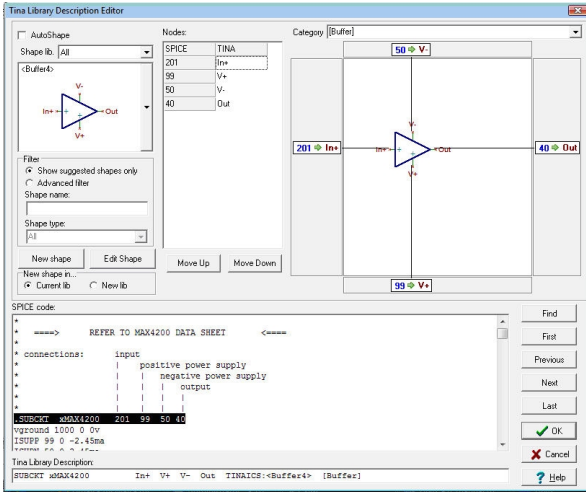 Tina Library Description Editor
AutoShape
Shape lib. All
<Buffer4>
V-
In+
Out
V+
Filter
Show suggested shapes only
Advanced filter
Shape name:
Shape type:
All
New shape Edit Shape
New shape in...
Current lib New lib
Nodes:
SPICE TINA
201 In+
99 V+
50 V-
40 Out
Move Up Move Down
Category [Buffer]
50 ⇒ V-
201 ⇒ In+
V-
In+
Out
V+
40 ⇒ Out
99 ⇒ V+
SPICE code:
*
* ====> REFER TO MAX4200 DATA SHEET <====
*
* connections: input
* | positive power supply
* | | negative power supply
* | | | output
* | | | |
* | | | |
.SUBCKT xMAX4200 201 99 50 40
vground 1000 0 0v
ISUPP 99 0 -2.45ma
Find
First
Previous
Next
Last
OK
Cancel
Help
Tina Library Description:
SUBCKT xMAX4200 In+ V+ V- Out TINAICS:<Buffer4> [Buffer]